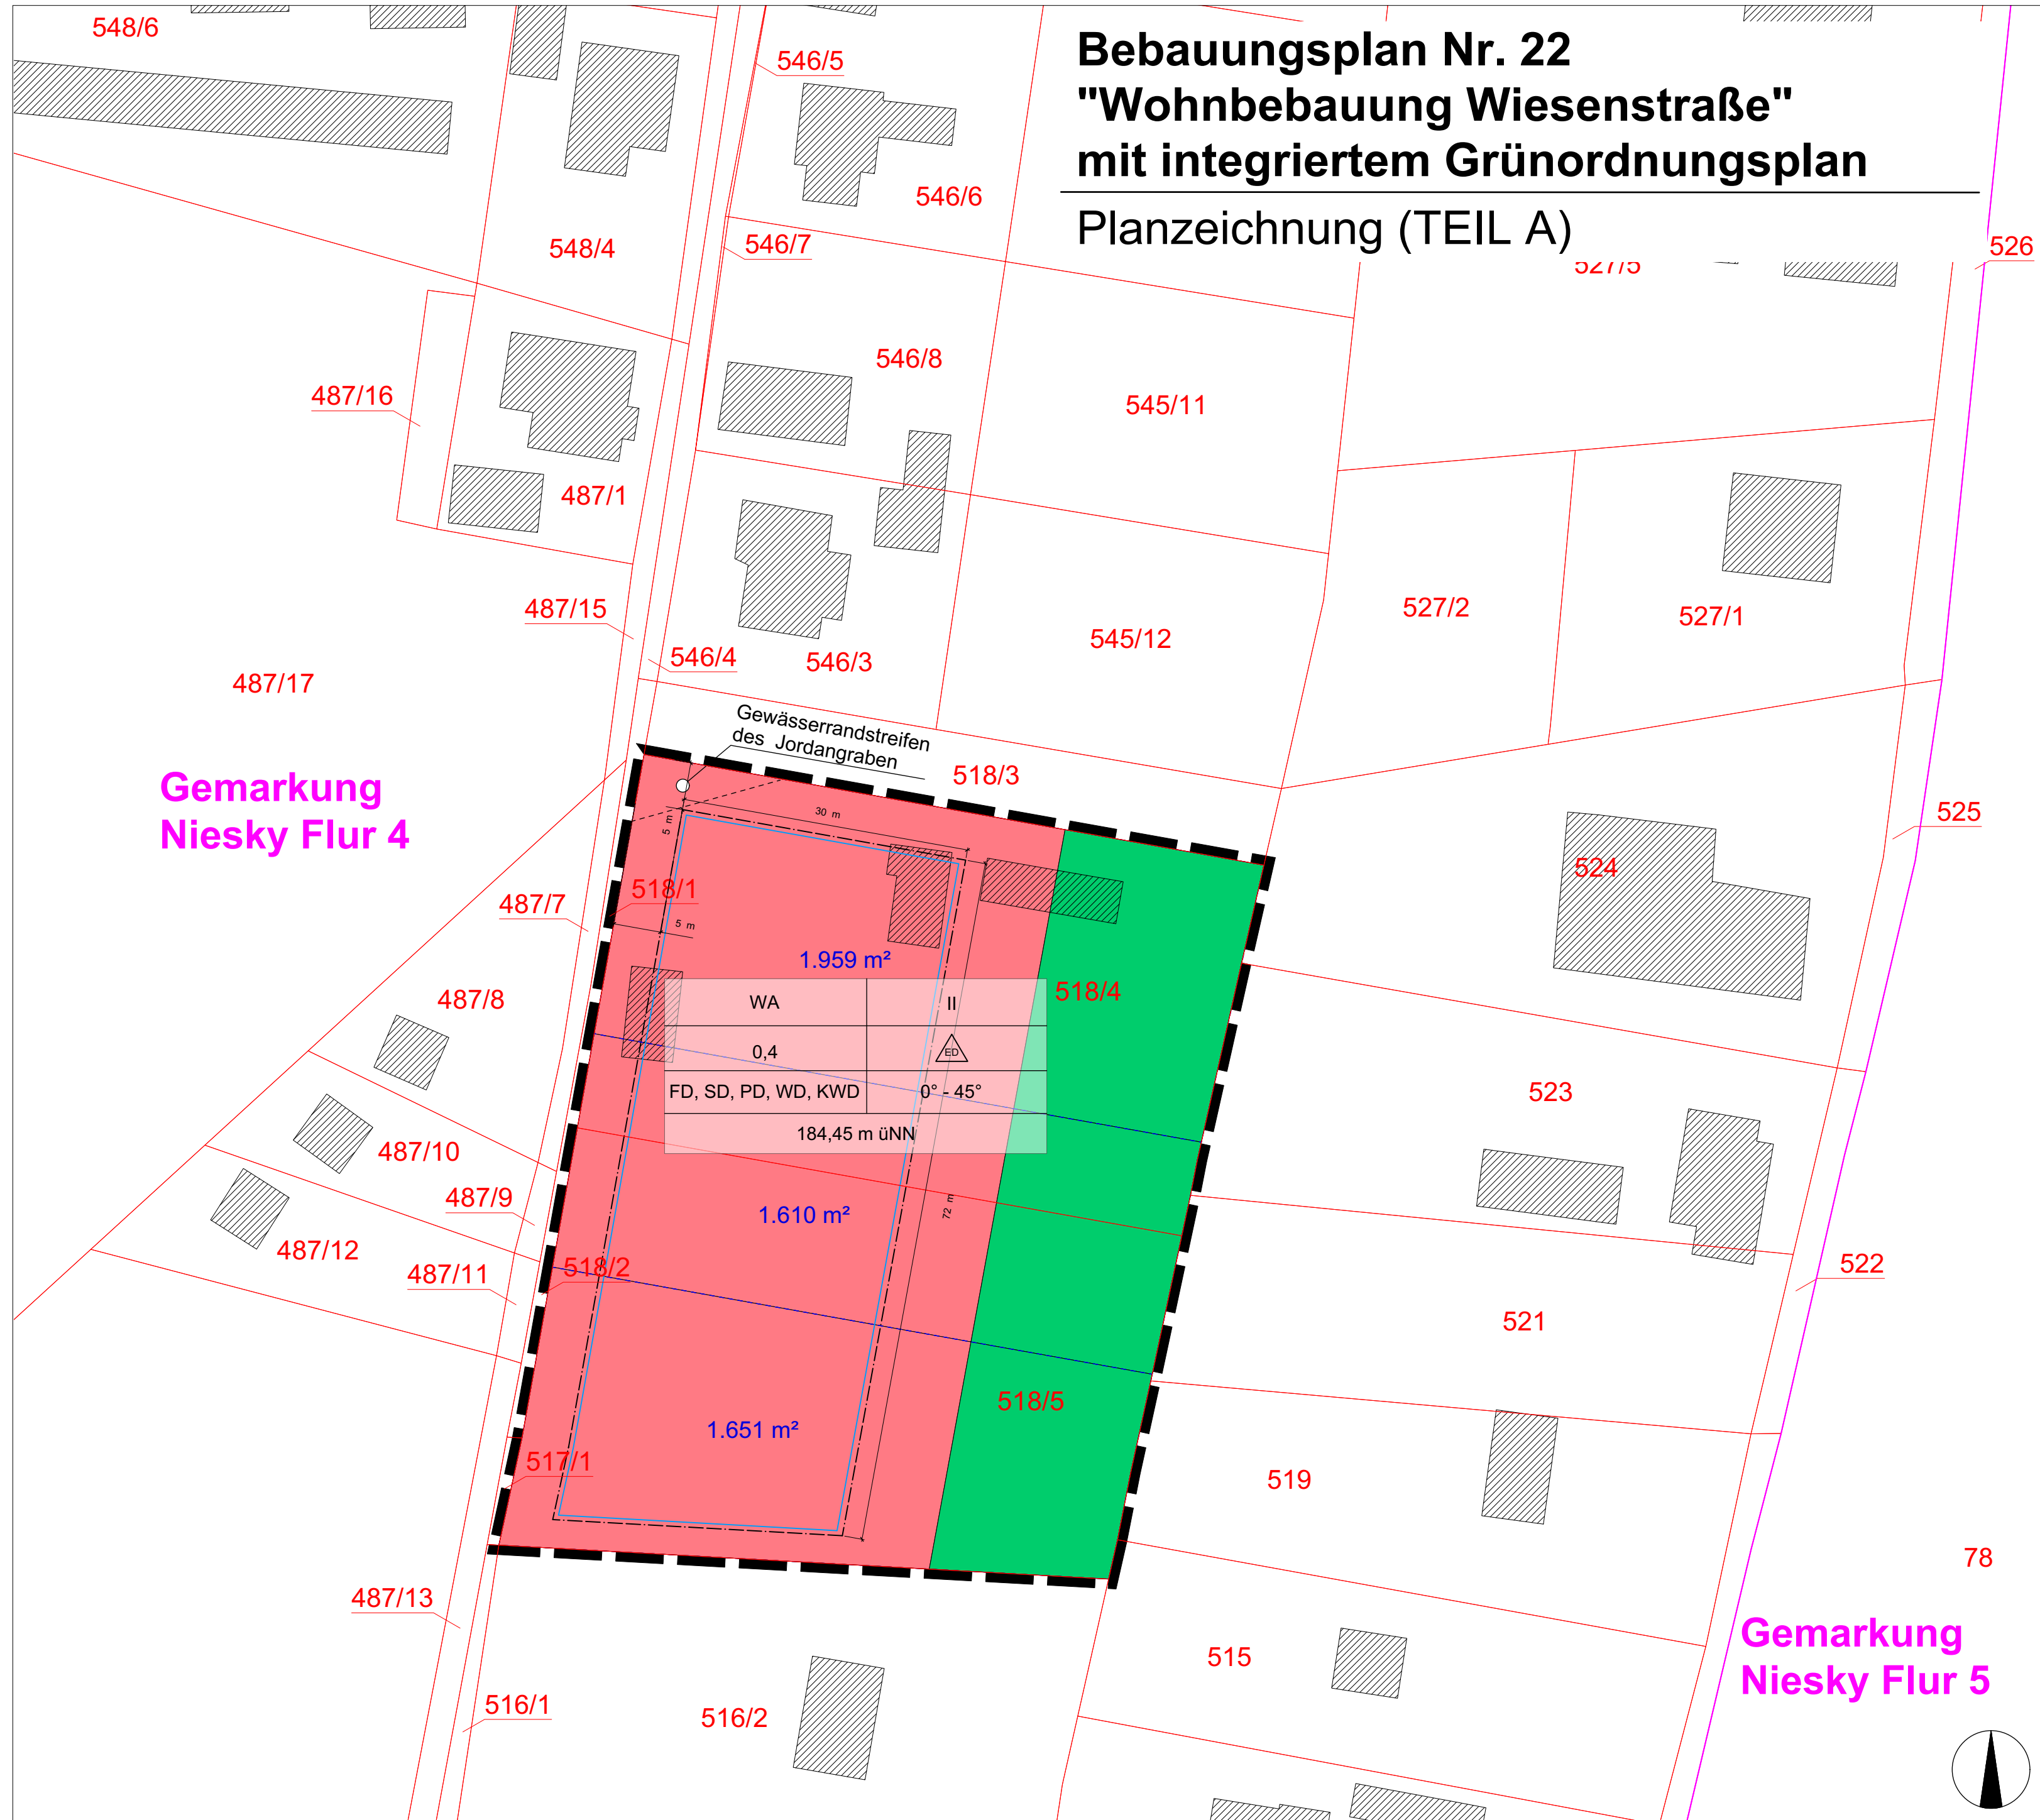 Bebauungsplan Nr. 22
"Wohnbebauung Wiesenstraße"
mit integriertem Grünordnungsplan
Planzeichnung (TEIL A)
548/6
546/5
546/6
548/4
546/7
526
527/5
546/8
487/16
545/11
487/1
487/15
527/2
527/1
545/12
546/4
546/3
487/17
Gewässerrandstreifen
des Jordangraben
518/3
Gemarkung
Niesky Flur 4
30 m
5 m
525
524
518/1
487/7
5 m
1.959 m²
518/4
487/8
WA
II
0,4
ED
FD, SD, PD, WD, KWD
0° - 45°
184,45 m üNN
523
487/10
487/9
72 m
1.610 m²
487/12
487/11
518/2
522
521
518/5
1.651 m²
517/1
519
78
487/13
Gemarkung
Niesky Flur 5
515
516/1
516/2